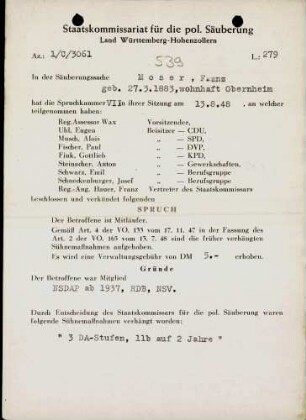 Staatskommissariat für die pol. Säuberung
Land Württemberg-Hohenzollern
Az.: 1/C/3061
L: 279
539
In der Säuberungssache M o s e r , Franz
geb. 27.3.1883, wohnhaft Obernheim
hat die Spruchkammer VII in ihrer Sitzung am 13.8.48 , an welcher
teilgenommen haben:
Reg.Assessor Wax Vorsitzender,
Uhl, Eugen Beisitzer — CDU,
Mesch, Alois „ — SPD,
Fischer, Paul „ — DVP,
Fink, Gottlieb „ — KPD,
Steinacher, Anton „ — Gewerkschaften,
Schwarz, Emil „ — Berufsgruppe
Schneckenburger, Josef „ — Berufsgruppe
Reg.-Ang. Hauer, Franz Vertreter des Staatskommissars
beschlossen und verkündet folgenden
SPRUCH
Der Betroffene ist Mitläufer.
Gemäß Art. 4 der VO. 133 vom 17. 11. 47 in der Fassung des
Art. 2 der VO. 165 vom 13. 7. 48 sind die früher verhängten
Sühnemaßnahmen aufgehoben.
Es wird eine Verwaltungsgebühr von DM 5.- erhoben.
Gründe
Der Betroffene war Mitglied
NSDAP ab 1937, RDB, NSV.
Durch Entscheidung des Staatskommissars für die pol. Säuberung waren
folgende Sühnemaßnahmen verhängt worden:
" 3 DA-Stufen, 11b auf 2 Jahre "